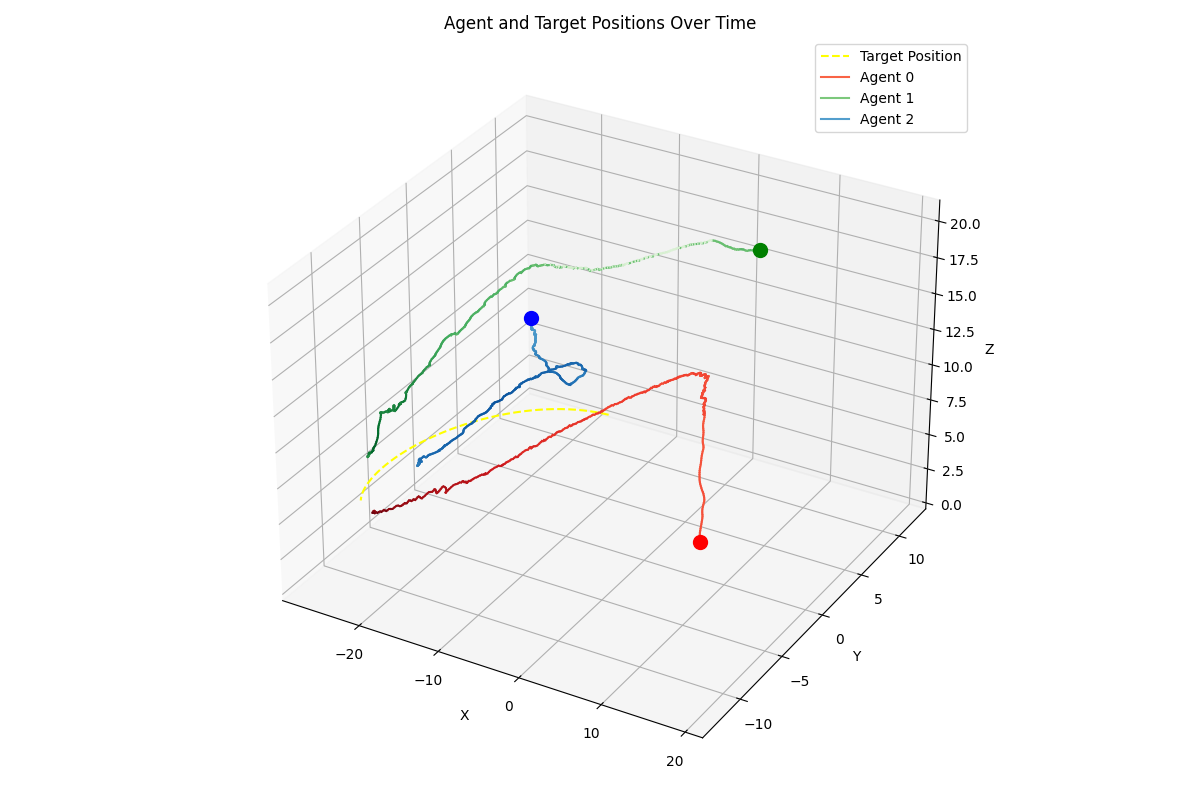 Agent and Target Positions Over Time
Target Position
Agent 0
Agent 1
Agent 2
20.0
17.5
15.0
12.5
10.0
7.5
5.0
2.5
0.0
Z
10
5
0
−5
−10
Y
−20
−10
0
10
20
X